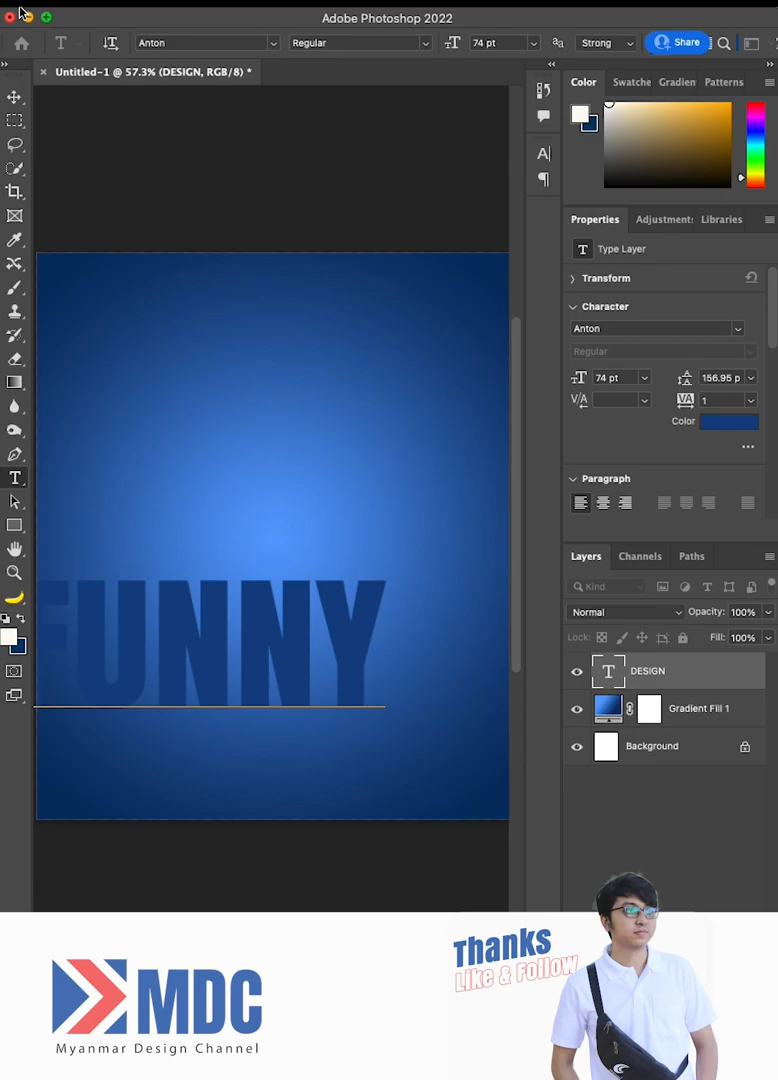 Adobe Photoshop 2022
T Anton Regular 74 pt Strong Share
Untitled-1 @ 57.3% (DESIGN, RGB/8) *
Color Swatche Gradien Patterns
Properties Adjustments Libraries
T Type Layer
Transform
Character
Anton
Regular
74 pt 156.95 p
V/A VA 1
Color
Paragraph
FUNNY
Layers Channels Paths
Kind
Normal Opacity: 100%
Lock: Fill: 100%
T DESIGN
Gradient Fill 1
Background
Thanks
Like & Follow
MDC
Myanmar Design Channel